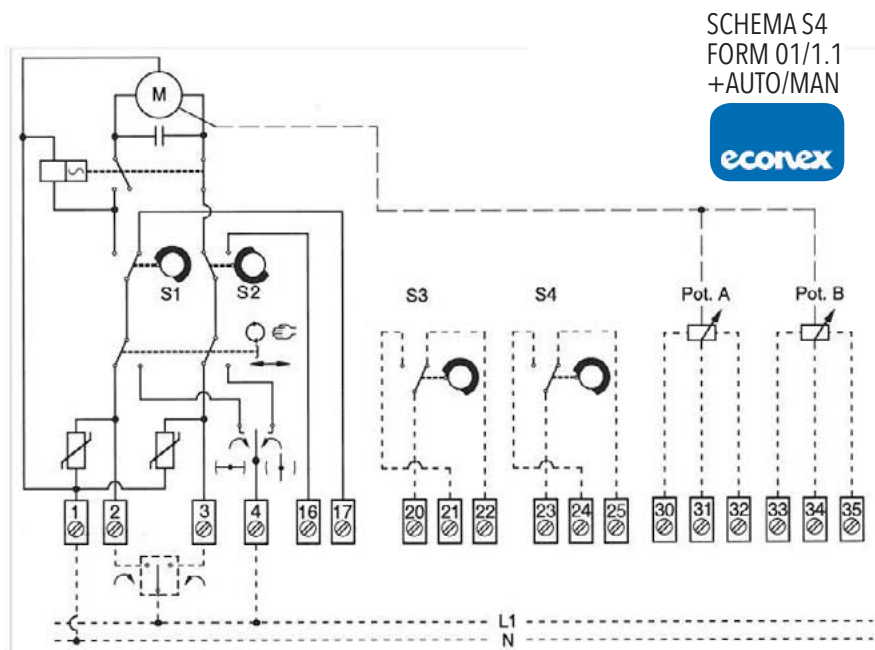 SCHEMA S4
FORM 01/1.1
+AUTO/MAN
econex
M
S1 S2 S3 S4 Pot. A Pot. B
1 2 3 4 16 17 20 21 22 23 24 25 30 31 32 33 34 35
L1
N